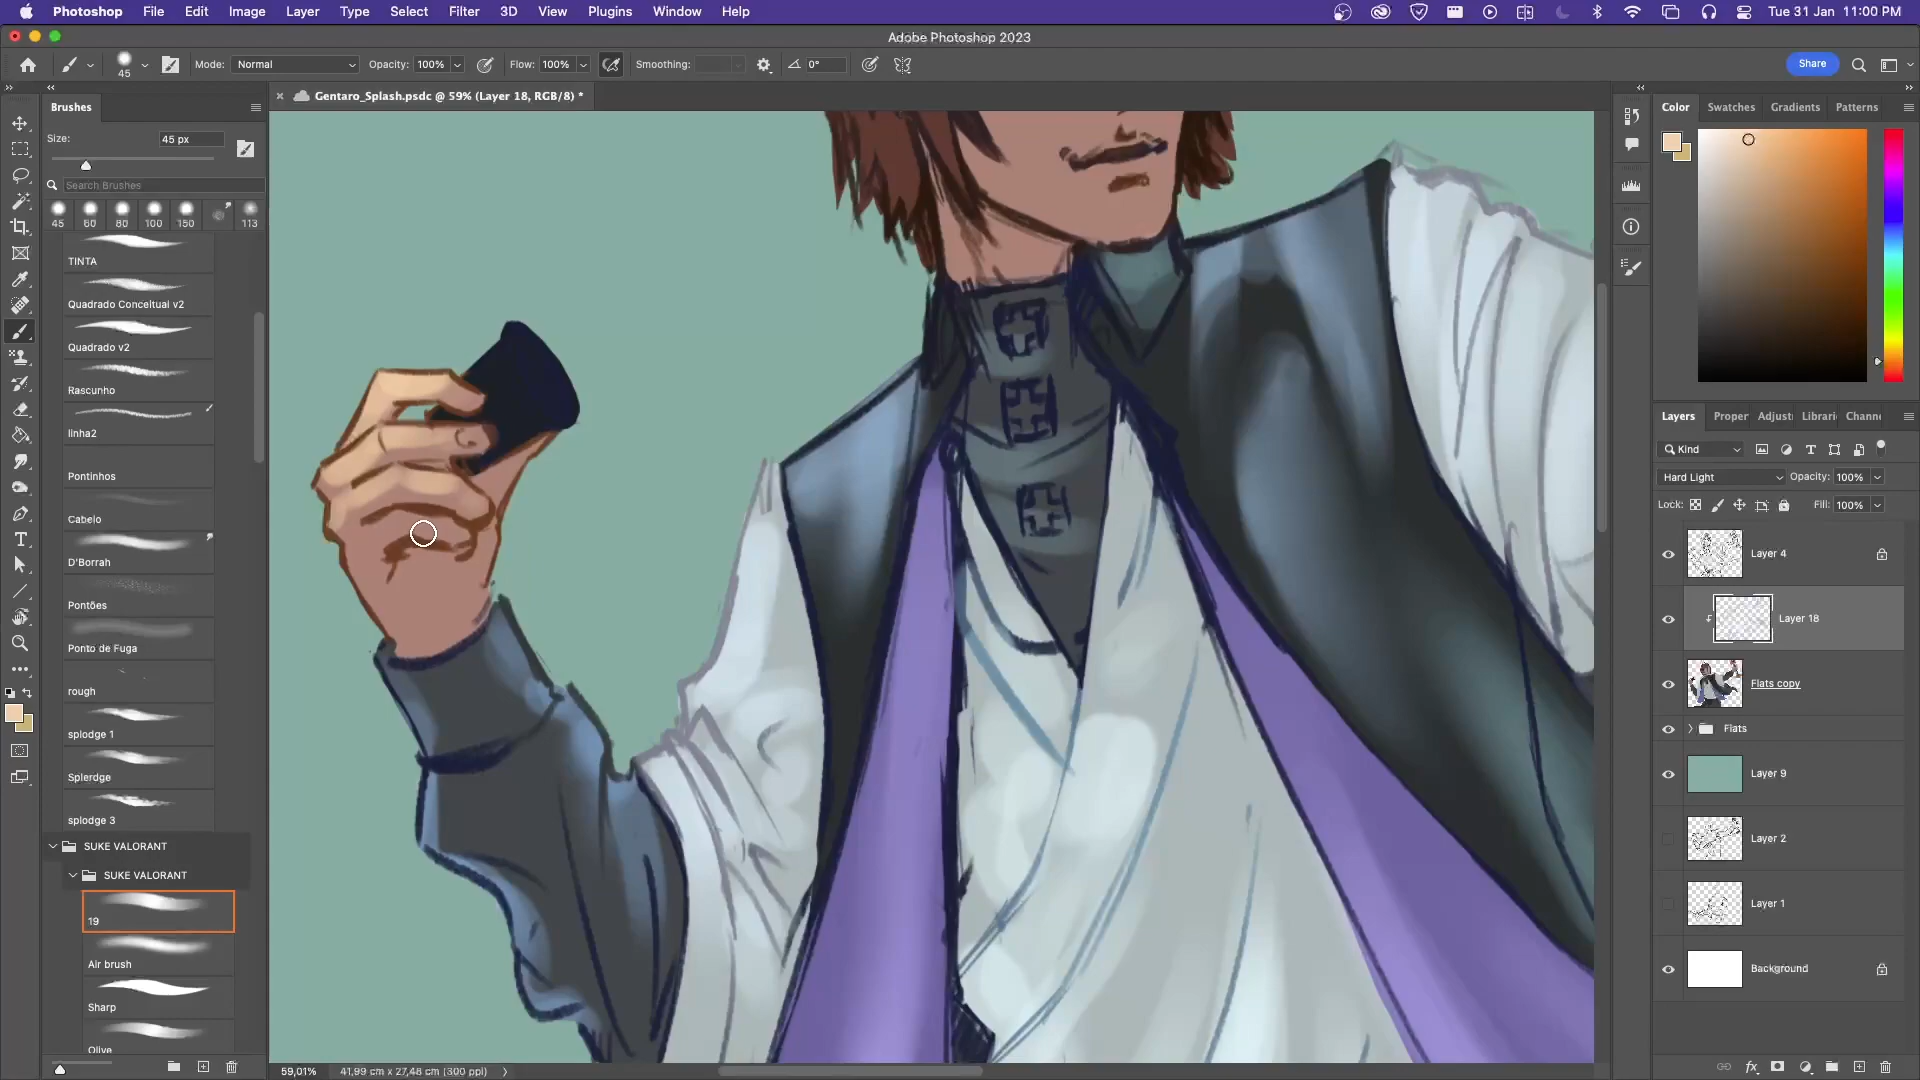 Photoshop File Edit Image Layer Type Select Filter 3D View Plugins Window Help
Tue 31 Jan 11:00 PM
Adobe Photoshop 2023
45
Mode: Normal Opacity: 100% Flow: 100% Smoothing: 0° Share
Gentaro_Splash.psdc @ 59% (Layer 18, RGB/8) *
Brushes
Size: 45 px
Search Brushes
45 60 80 100 150 113
TINTA
Quadrado Conceitual v2
Quadrado v2
Rascunho
linha2
Pontinhos
Cabelo
D'Borrah
Pontões
Ponto de Fuga
rough
splodge 1
Splerdge
splodge 3
SUKE VALORANT
SUKE VALORANT
19
Air brush
Sharp
Olive
59,01% 41,99 cm x 27,48 cm (300 ppi)
Color Swatches Gradients Patterns
Layers Proper Adjust Librari Chann
Kind
Hard Light Opacity: 100%
Lock: Fill: 100%
Layer 4
Layer 18
Flats copy
Flats
Layer 9
Layer 2
Layer 1
Background
fx